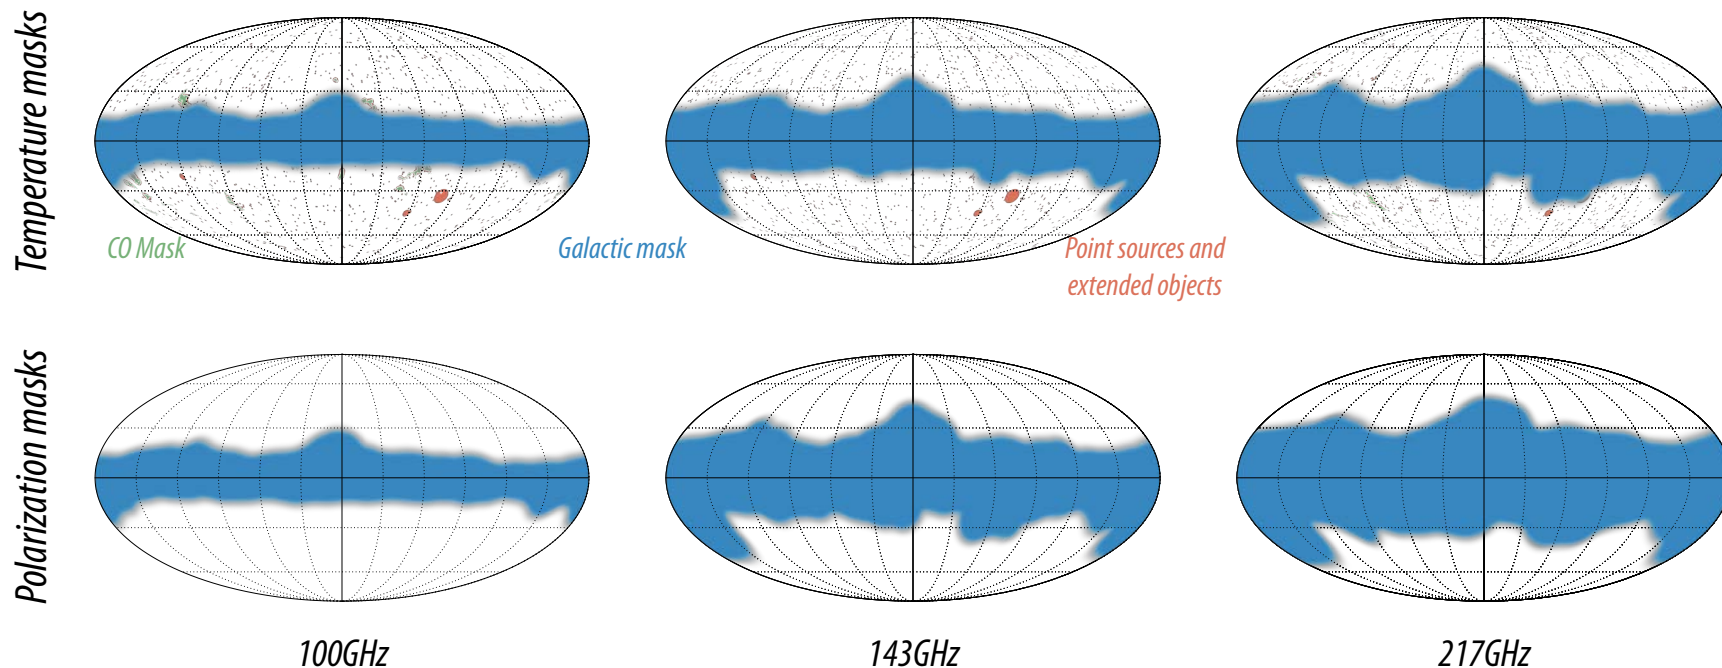 Temperature masks
CO Mask
Galactic mask
Point sources and
extended objects
Polarization masks
100GHz
143GHz
217GHz